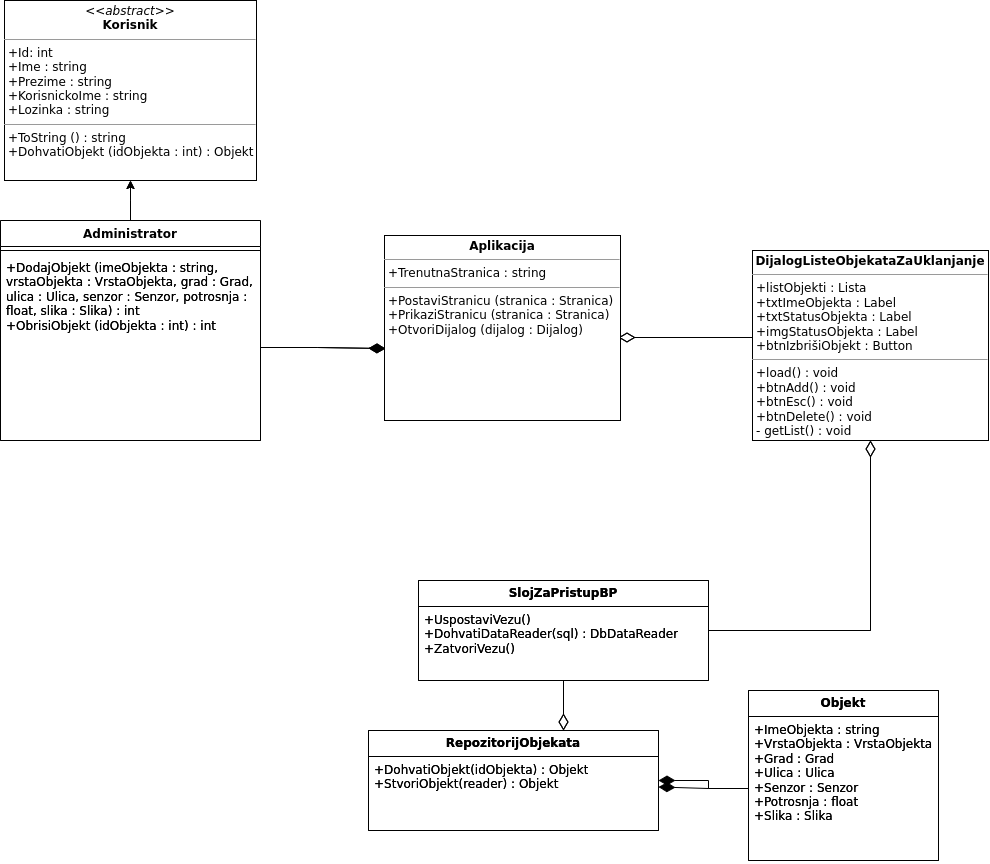 <<abstract>>
Korisnik
+Id: int
+Ime : string
+Prezime : string
+KorisnickoIme : string
+Lozinka : string
+ToString () : string
+DohvatiObjekt (idObjekta : int) : Objekt
Administrator
+DodajObjekt (imeObjekta : string,
vrstaObjekta : VrstaObjekta, grad : Grad,
ulica : Ulica, senzor : Senzor, potrosnja :
float, slika : Slika) : int
+ObrisiObjekt (idObjekta : int) : int
Aplikacija
+TrenutnaStranica : string
+PostaviStranicu (stranica : Stranica)
+PrikaziStranicu (stranica : Stranica)
+OtvoriDijalog (dijalog : Dijalog)
DijalogListeObjekataZaUklanjanje
+listObjekti : Lista
+txtImeObjekta : Label
+txtStatusObjekta : Label
+imgStatusObjekta : Label
+btnIzbrišiObjekt : Button
+load() : void
+btnAdd() : void
+btnEsc() : void
+btnDelete() : void
- getList() : void
SlojZaPristupBP
+UspostaviVezu()
+DohvatiDataReader(sql) : DbDataReader
+ZatvoriVezu()
RepozitorijObjekata
+DohvatiObjekt(idObjekta) : Objekt
+StvoriObjekt(reader) : Objekt
Objekt
+ImeObjekta : string
+VrstaObjekta : VrstaObjekta
+Grad : Grad
+Ulica : Ulica
+Senzor : Senzor
+Potrosnja : float
+Slika : Slika